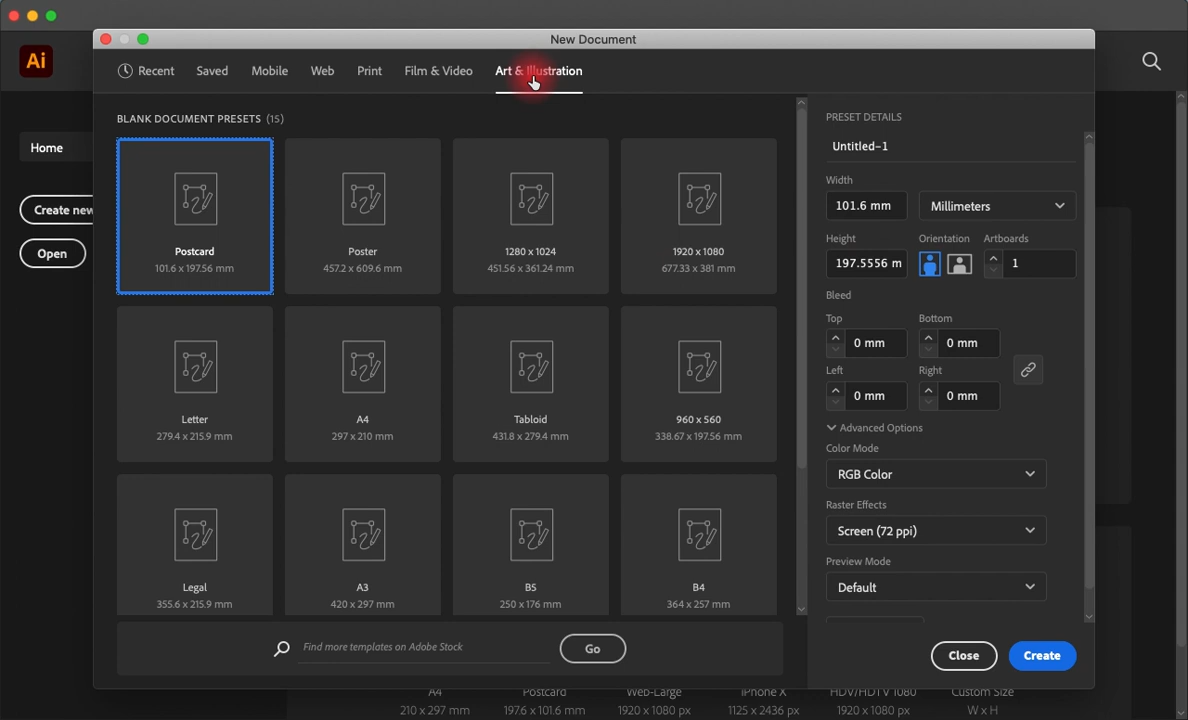 New Document
Ai
Recent Saved Mobile Web Print Film & Video Art & Illustration
Home
Create new
Open
BLANK DOCUMENT PRESETS (15)
Postcard
101.6 x 197.56 mm
Poster
457.2 x 609.6 mm
1280 x 1024
451.56 x 361.24 mm
1920 x 1080
677.33 x 381 mm
Letter
279.4 x 215.9 mm
A4
297 x 210 mm
Tabloid
431.8 x 279.4 mm
960 x 560
338.67 x 197.56 mm
Legal
355.6 x 215.9 mm
A3
420 x 297 mm
B5
250 x 176 mm
B4
364 x 257 mm
Find more templates on Adobe Stock
Go
PRESET DETAILS
Untitled-1
Width
101.6 mm Millimeters
Height Orientation Artboards
197.5556 m 1
Bleed
Top Bottom
0 mm 0 mm
Left Right
0 mm 0 mm
Advanced Options
Color Mode
RGB Color
Raster Effects
Screen (72 ppi)
Preview Mode
Default
Close Create
A4 Postcard Web-Large iPhone X HDV/HDTV 1080 Custom Size
210 x 297 mm 197.6 x 101.6 mm 1920 x 1080 px 1125 x 2436 px 1920 x 1080 px W x H